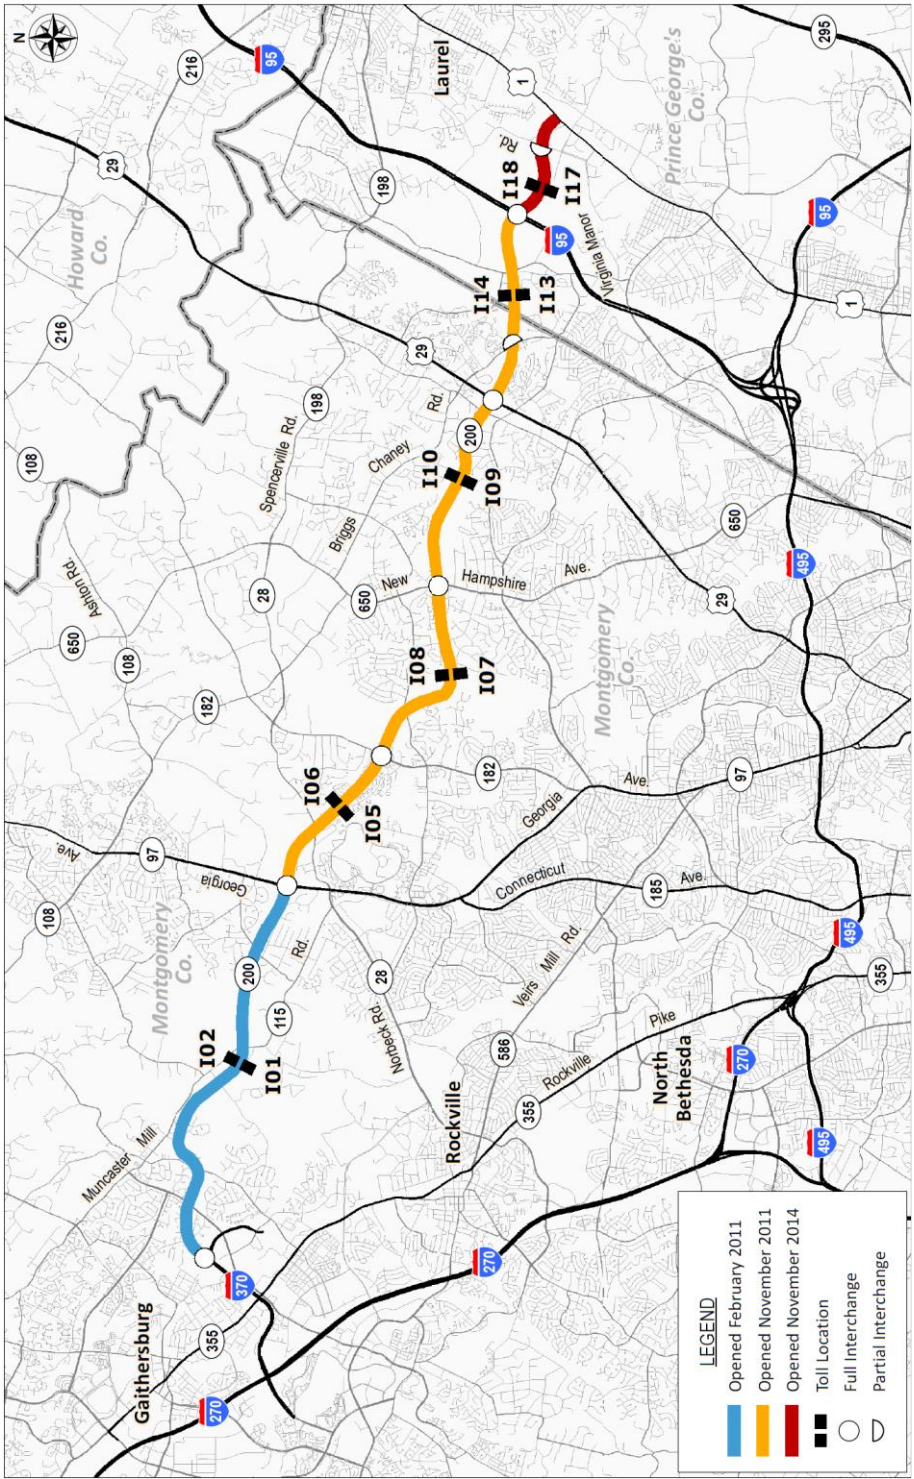 N
216
95
295
29
198
Laurel
1
Prince George's
Co.
Howard
Co.
216
Rd.
I18
I17
95
Virginia Manor
95
1
I14
I13
108
198
Spencerville Rd.
29
Rd.
Chaney
Briggs
200
I10
I09
650
495
Ashton Rd.
650
108
28
650
New
Hampshire
Ave.
29
182
I08
I07
Montgomery
Co.
I06
I05
182
Georgia
Ave.
97
Ave.
97
108
Georgia
Connecticut
Ave.
185
Montgomery
Co.
200
Rd.
115
Norbeck Rd.
28
Veirs Mill Rd.
495
355
I02
I01
586
Rockville
Pike
270
North
Bethesda
Muncaster Mill
Rockville
355
495
370
270
Gaithersburg
355
270
LEGEND
Opened February 2011
Opened November 2011
Opened November 2014
Toll Location
Full Interchange
Partial Interchange